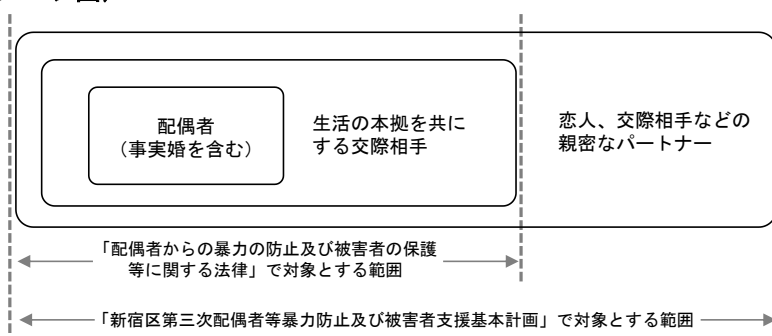 配偶者
（事実婚を含む）
生活の本拠を共に
する交際相手
恋人、交際相手などの
親密なパートナー
「配偶者からの暴力の防止及び被害者の保護
等に関する法律」で対象とする範囲
「新宿区第三次配偶者等暴力防止及び被害者支援基本計画」で対象とする範囲